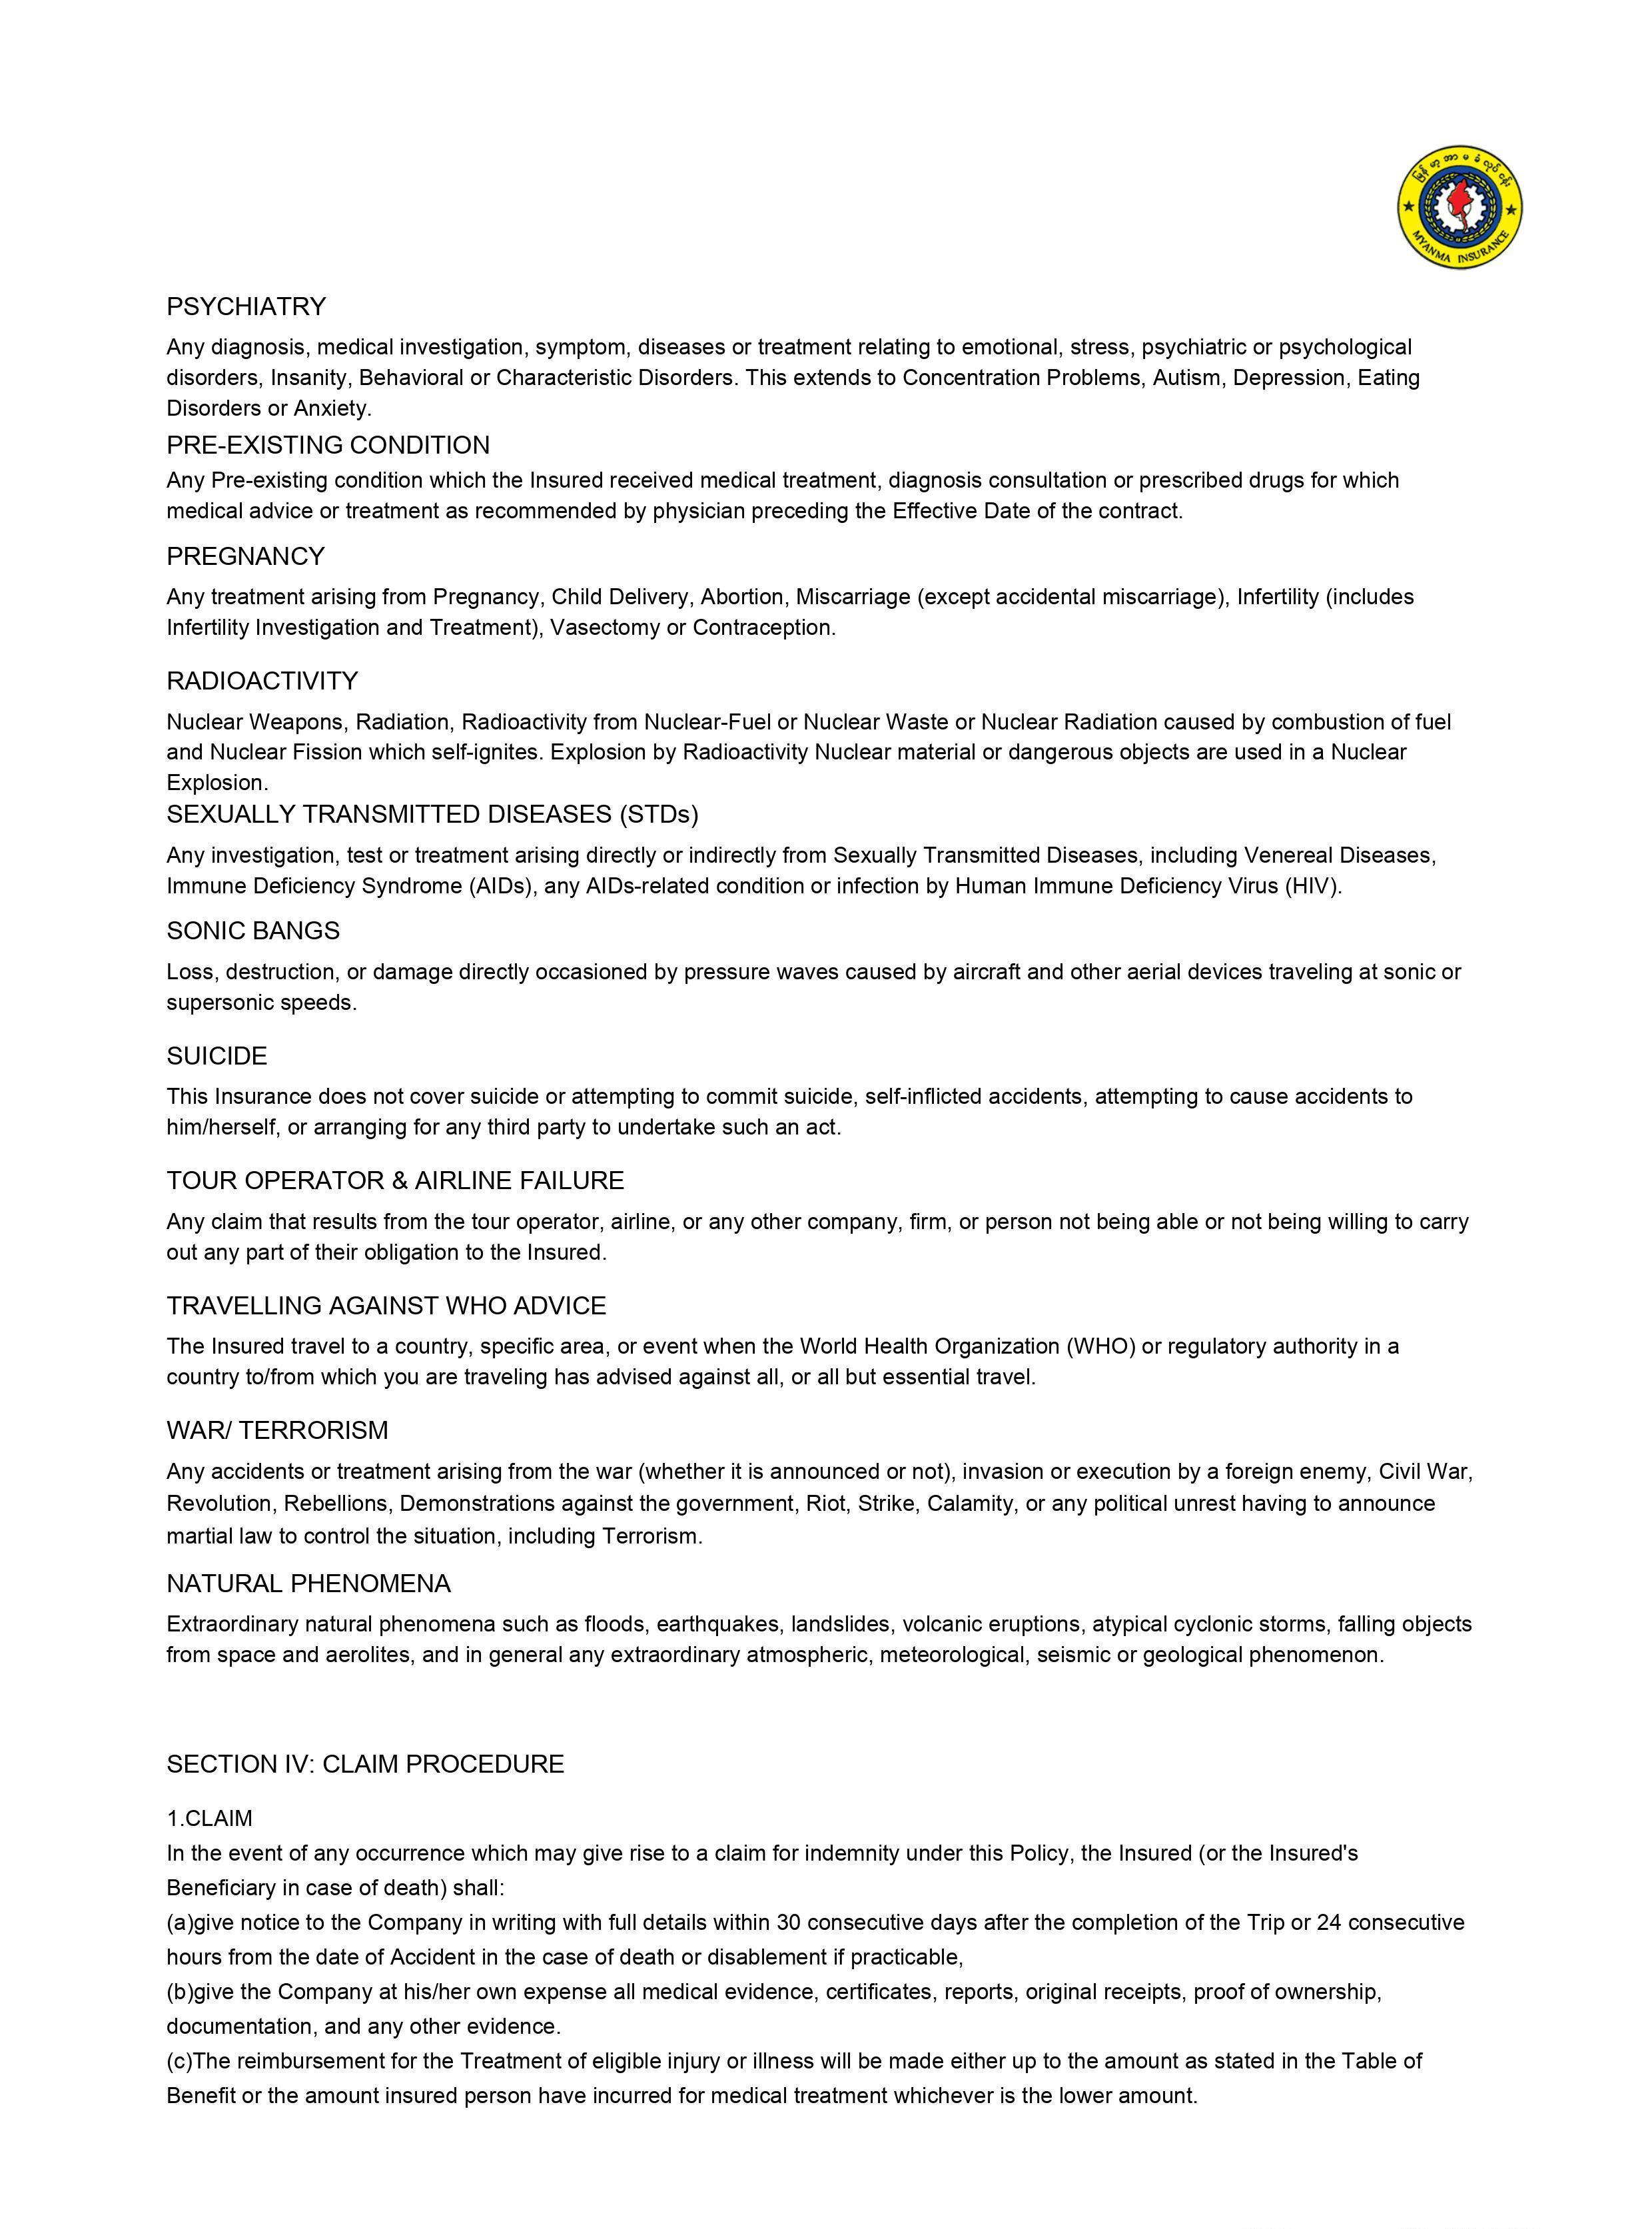 မြန်မာ့အာမခံလုပ်ငန်း
MYANMA INSURANCE
PSYCHIATRY
Any diagnosis, medical investigation, symptom, diseases or treatment relating to emotional, stress, psychiatric or psychological
disorders, Insanity, Behavioral or Characteristic Disorders. This extends to Concentration Problems, Autism, Depression, Eating
Disorders or Anxiety.
PRE-EXISTING CONDITION
Any Pre-existing condition which the Insured received medical treatment, diagnosis consultation or prescribed drugs for which
medical advice or treatment as recommended by physician preceding the Effective Date of the contract.
PREGNANCY
Any treatment arising from Pregnancy, Child Delivery, Abortion, Miscarriage (except accidental miscarriage), Infertility (includes
Infertility Investigation and Treatment), Vasectomy or Contraception.
RADIOACTIVITY
Nuclear Weapons, Radiation, Radioactivity from Nuclear-Fuel or Nuclear Waste or Nuclear Radiation caused by combustion of fuel
and Nuclear Fission which self-ignites. Explosion by Radioactivity Nuclear material or dangerous objects are used in a Nuclear
Explosion.
SEXUALLY TRANSMITTED DISEASES (STDs)
Any investigation, test or treatment arising directly or indirectly from Sexually Transmitted Diseases, including Venereal Diseases,
Immune Deficiency Syndrome (AIDs), any AIDs-related condition or infection by Human Immune Deficiency Virus (HIV).
SONIC BANGS
Loss, destruction, or damage directly occasioned by pressure waves caused by aircraft and other aerial devices traveling at sonic or
supersonic speeds.
SUICIDE
This Insurance does not cover suicide or attempting to commit suicide, self-inflicted accidents, attempting to cause accidents to
him/herself, or arranging for any third party to undertake such an act.
TOUR OPERATOR & AIRLINE FAILURE
Any claim that results from the tour operator, airline, or any other company, firm, or person not being able or not being willing to carry
out any part of their obligation to the Insured.
TRAVELLING AGAINST WHO ADVICE
The Insured travel to a country, specific area, or event when the World Health Organization (WHO) or regulatory authority in a
country to/from which you are traveling has advised against all, or all but essential travel.
WAR/ TERRORISM
Any accidents or treatment arising from the war (whether it is announced or not), invasion or execution by a foreign enemy, Civil War,
Revolution, Rebellions, Demonstrations against the government, Riot, Strike, Calamity, or any political unrest having to announce
martial law to control the situation, including Terrorism.
NATURAL PHENOMENA
Extraordinary natural phenomena such as floods, earthquakes, landslides, volcanic eruptions, atypical cyclonic storms, falling objects
from space and aerolites, and in general any extraordinary atmospheric, meteorological, seismic or geological phenomenon.
SECTION IV: CLAIM PROCEDURE
1.CLAIM
In the event of any occurrence which may give rise to a claim for indemnity under this Policy, the Insured (or the Insured's
Beneficiary in case of death) shall:
(a)give notice to the Company in writing with full details within 30 consecutive days after the completion of the Trip or 24 consecutive
hours from the date of Accident in the case of death or disablement if practicable,
(b)give the Company at his/her own expense all medical evidence, certificates, reports, original receipts, proof of ownership,
documentation, and any other evidence.
(c)The reimbursement for the Treatment of eligible injury or illness will be made either up to the amount as stated in the Table of
Benefit or the amount insured person have incurred for medical treatment whichever is the lower amount.